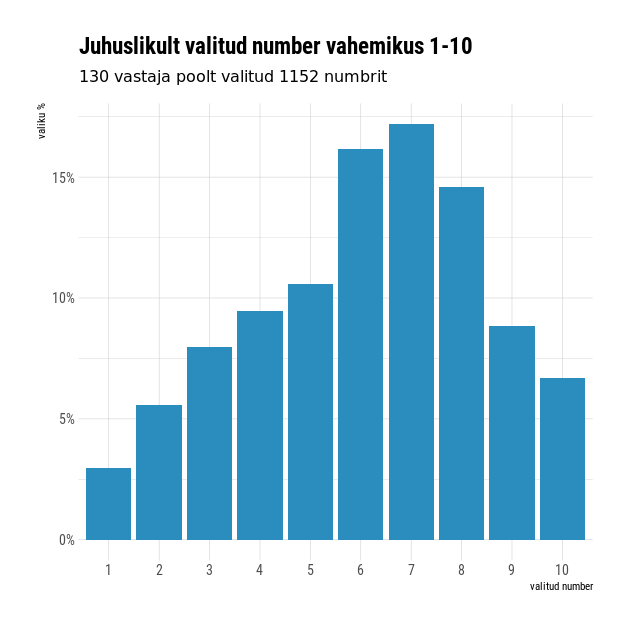 Juhuslikult valitud number vahemikus 1-10
130 vastaja poolt valitud 1152 numbrit
valiku %
15%
10%
5%
0%
1 2 3 4 5 6 7 8 9 10
valitud number